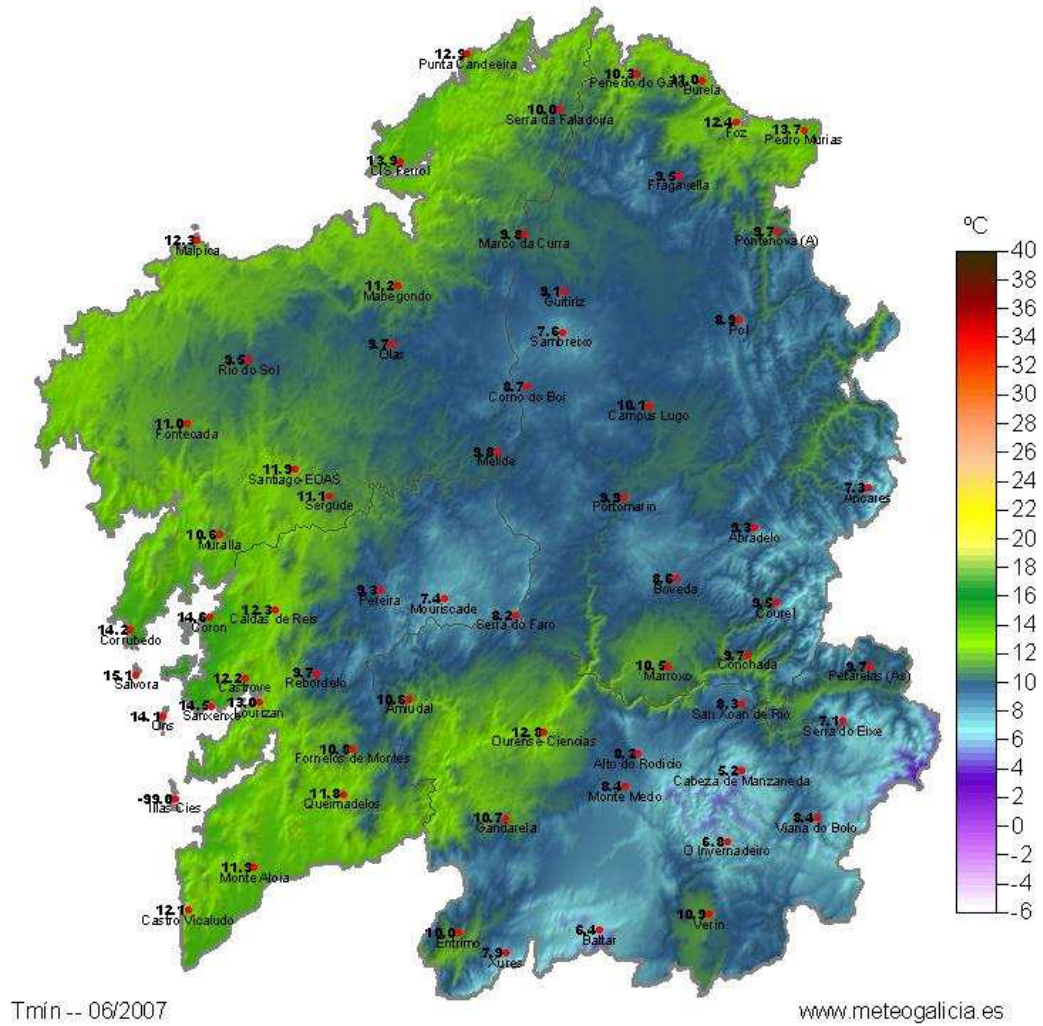 12.9
Punta Candeeira
10.3
Penedo do Galo
11.0
Burela
10.0
Serra da Faladoira
12.4
Foz
13.7
Pedro Murias
13.9
CIS Ferrol
9.5
Fragavella
12.3
Malpica
9.8
Marco da Curra
9.7
Pontenova (A)
ºC
11.2
Mabegondo
9.1
Guitiriz
8.9
Pol
7.6
Sambreixo
9.7
Olas
9.5
Rio do Sol
8.7
Corno do Boi
10.1
Campus Lugo
11.0
Fontecada
9.8
Melide
11.9
Santiago-EOAS
11.1
Sergude
7.3
Ancares
Portomarin
9.3
Abradelo
10.6
Muralla
8.6
Boveda
9.3
Pereira
7.4
Mouriscade
9.5
Courel
14.6
Coron
12.3
Caldas de Reis
8.2
Serra do Faro
14.2
Corrubedo
9.7
Conchada
15.1
Salvora
12.2
Castrove
9.7
Rebordelo
10.5
Marroxo
9.7
Petarelas (As)
14.5
Sanxenxo
13.0
Lourizan
10.6
Amiudal
8.3
San Xoan de Rio
14.1
Ons
12.8
Ourense-Ciencias
7.1
Serra do Eixe
10.8
Fornelos de Montes
8.2
Alto do Rodicio
5.2
Cabeza de Manzaneda
-99.0
Illas Cies
11.8
Queimadelos
8.4
Monte Medo
10.7
Gandarela
8.4
Viana do Bolo
6.8
O Invernadeiro
Monte Aloia
12.1
Castro Vicaludo
10.9
Verin
10.0
Entrimo
6.4
Baltar
7.9
Xures
40
38
36
34
32
30
28
26
24
22
20
18
16
14
12
10
8
6
4
2
0
-2
-4
-6
Tmín -- 06/2007
www.meteogalicia.es